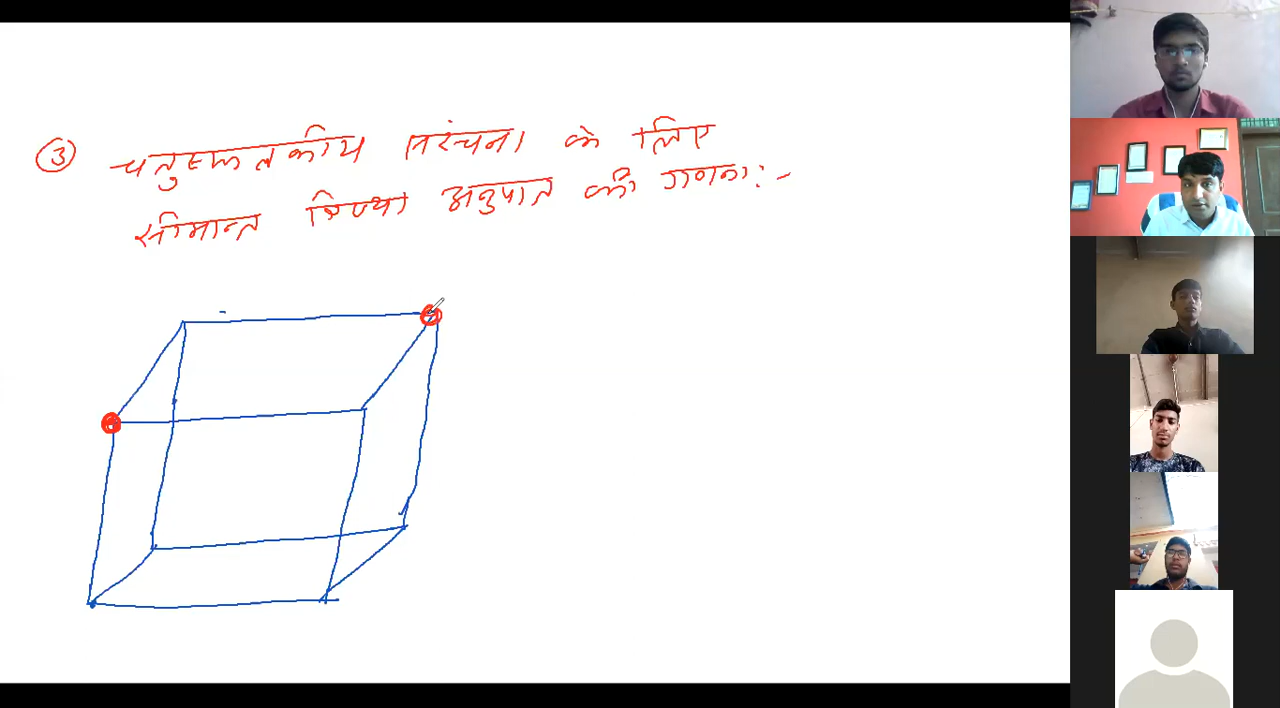 ③ चतुष्फलकीय संरचना के लिए
सीमान्त त्रिज्या अनुपात की गणना:-